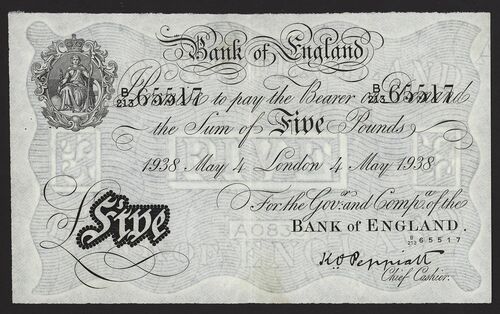 Bank of England
B/213 65517 B/213 65517
Promise to pay the Bearer on Demand
the Sum of Five Pounds
1938 May 4 London 4 May 1938
For the Govr. and Compa. of the
BANK OF ENGLAND.
B/213 65517
£ Five
K.O. Peppiatt
Chief Cashier.